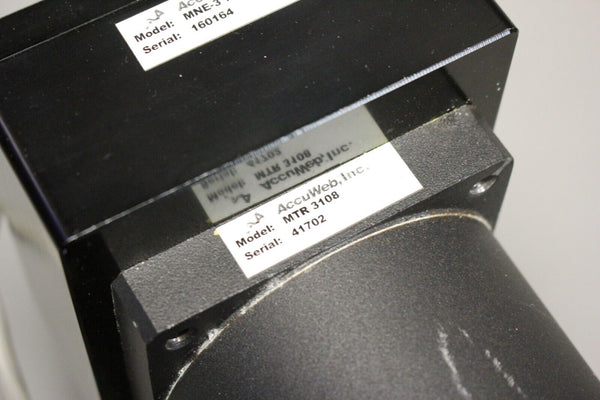 Model: MNE-3
Serial: 160164
AccuWeb, Inc.
Model: MTR 3108
Serial: 41702